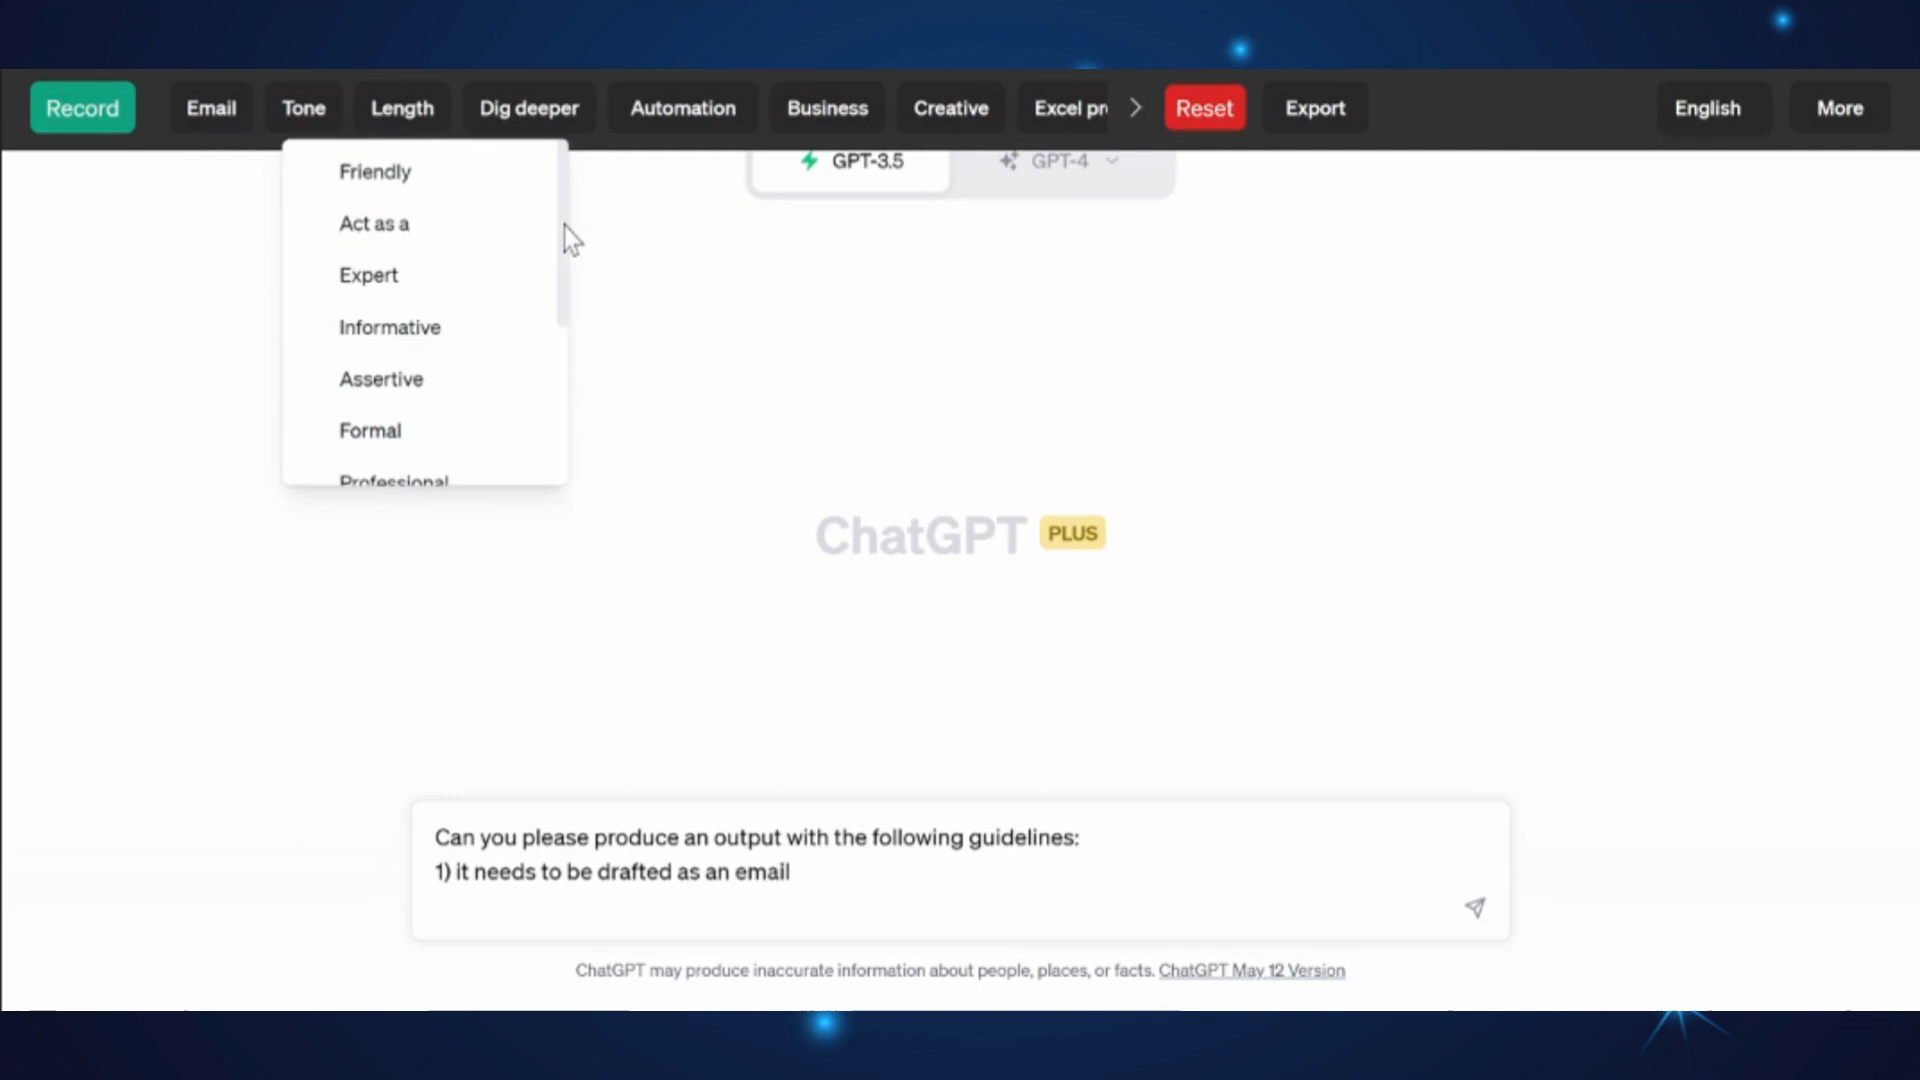 Record Email Tone Length Dig deeper Automation Business Creative Excel pr Reset Export English More
GPT-3.5 GPT-4
Friendly
Act as a
Expert
Informative
Assertive
Formal
Professional
ChatGPT PLUS
Can you please produce an output with the following guidelines:
1) it needs to be drafted as an email
ChatGPT may produce inaccurate information about people, places, or facts. ChatGPT May 12 Version